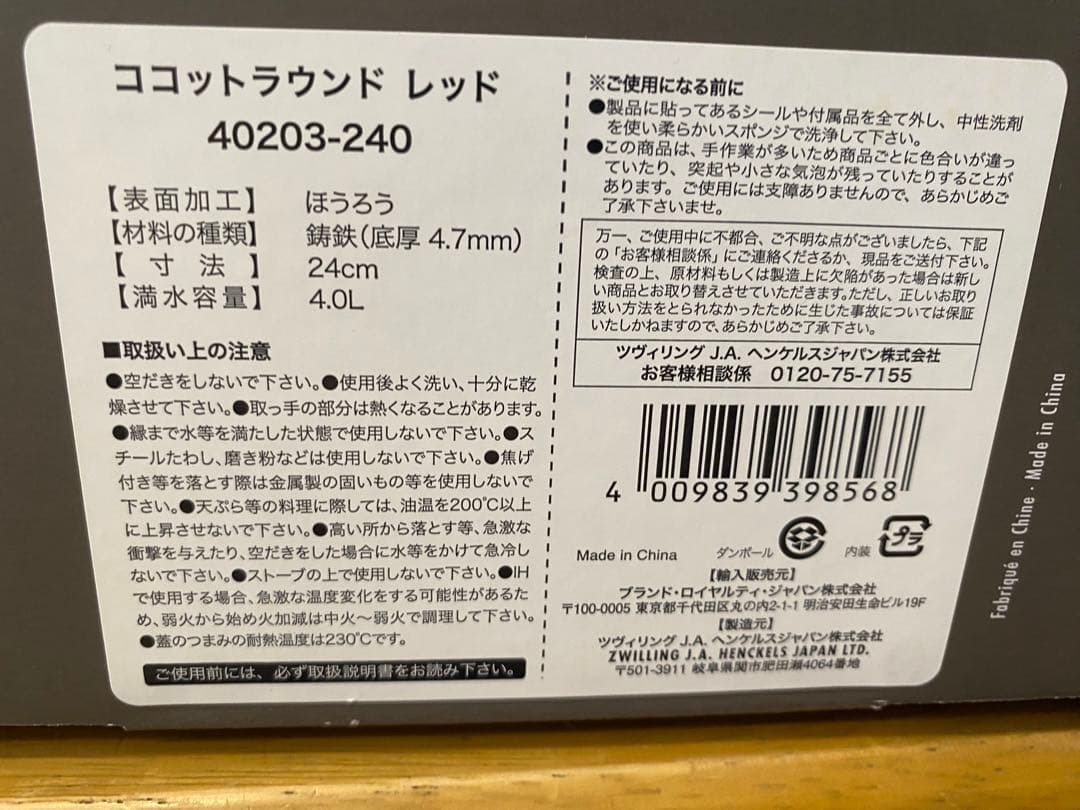 ココットラウンド レッド
40203-240
【表面加工】 ほうろう
【材料の種類】 鋳鉄(底厚 4.7mm)
【 寸 法 】 24cm
【満水容量】 4.0L
■取扱い上の注意
●空だきをしないで下さい。●使用後よく洗い、十分に乾
燥させて下さい。●取っ手の部分は熱くなることがあります。
●縁まで水等を満たした状態で使用しないで下さい。●ス
チールたわし、磨き粉などは使用しないで下さい。●焦げ
付き等を落とす際は金属製の固いもの等を使用しないで
下さい。●天ぷら等の料理に際しては、油温を200℃以上
に上昇させないで下さい。●高い所から落とす等、急激な
衝撃を与えたり、空だきをした場合に水等をかけて急冷し
ないで下さい。●ストーブの上で使用しないで下さい。●IH
で使用する場合、急激な温度変化をする可能性があるた
め、弱火から始め火加減は中火〜弱火で調理して下さい。
●蓋のつまみの耐熱温度は230℃です。
ご使用前には、必ず取扱説明書をお読み下さい。
※ご使用になる前に
●製品に貼ってあるシールや付属品を全て外し、中性洗剤
を使い柔らかいスポンジで洗浄して下さい。
●この商品は、手作業が多いため商品ごとに色合いが違っ
ていたり、突起や小さな気泡が残っていたりすることが
あります。ご使用には支障ありませんので、あらかじめご
了承下さいませ。
万一、ご使用中に不都合、ご不明な点がございましたら、下記
の「お客様相談係」にご連絡くださるか、現品をご送付下さい。
検査の上、原材料もしくは製造上に欠陥があった場合は新し
い商品とお取り替えさせていただきます。ただし、正しいお取り
扱い方法をとられなかったために生じた事故については保証
いたしかねますので、あらかじめご了承下さい。
ツヴィリング J.A. ヘンケルスジャパン株式会社
お客様相談係 0120-75-7155
4 009839 398568
Made in China ダンボール 内装 プラ
【輸入販売元】
ブランド・ロイヤルティ・ジャパン株式会社
〒100-0005 東京都千代田区丸の内2-1-1 明治安田生命ビル19F
【製造元】
ツヴィリング J.A. ヘンケルスジャパン株式会社
ZWILLING J.A. HENCKELS JAPAN LTD.
〒501-3911 岐阜県関市肥田瀬4064番地
Fabriqué en Chine · Made in China